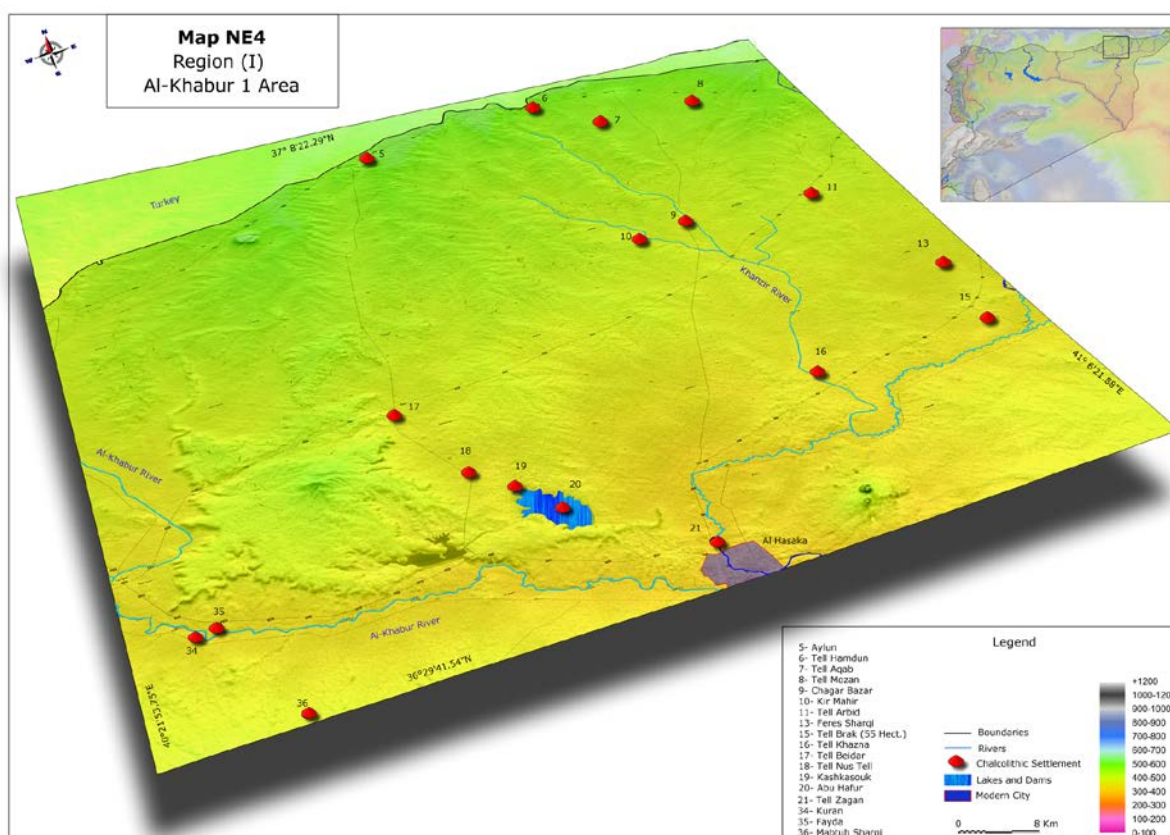 Map NE4
Region (I)
Al-Khabur 1 Area
37° 8'22.29"N
Turkey
5
6
7
8
9
10
11
13
15
16
17
18
19
20
21
34
35
36
Khanzir River
41° 6'21.88"E
Al-Khabur River
Al Hasaka
Al-Khabur River
36°29'41.54"N
40°21'53.75"E
Legend
5- Aylun
6- Tell Hamdun
7- Tell Aqab
8- Tell Mozan
9- Chagar Bazar
10- Kir Mahir
11- Tell Arbid
13- Feres Sharqi
15- Tell Brak (55 Hect.)
16- Tell Khazna
17- Tell Beidar
18- Tell Nus Tell
19- Kashkasouk
20- Abu Hafur
21- Tell Zagan
34- Kuran
35- Fayda
36- Sharqi
Boundaries
Rivers
Chalcolithic Settlement
Lakes and Dams
Modern City
0 8 Km
+1200
1000-120
900-1000
800-900
700-800
600-700
500-600
400-500
300-400
200-300
100-200
0-100